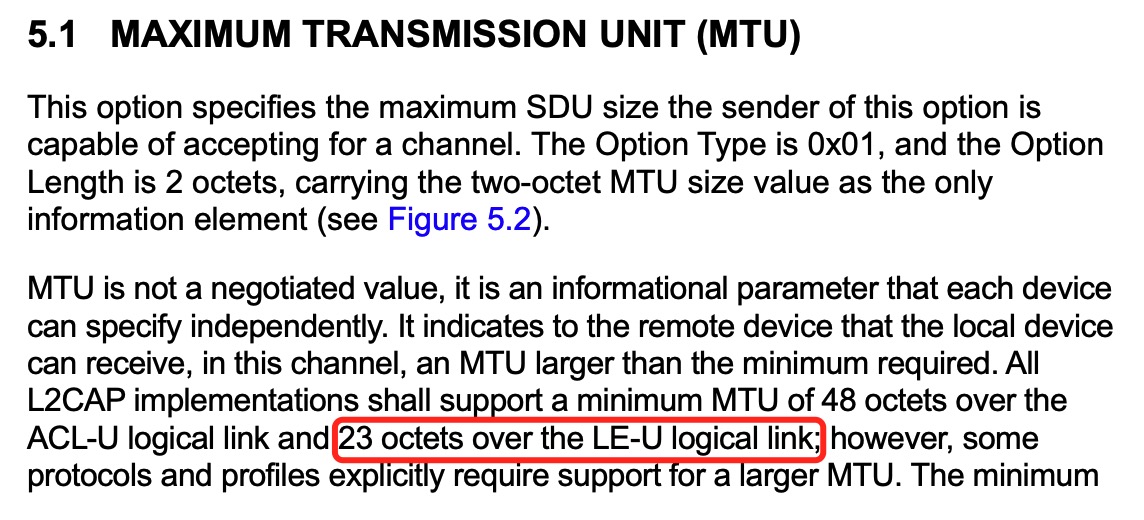 5.1 MAXIMUM TRANSMISSION UNIT (MTU)
This option specifies the maximum SDU size the sender of this option is
capable of accepting for a channel. The Option Type is 0x01, and the Option
Length is 2 octets, carrying the two-octet MTU size value as the only
information element (see Figure 5.2).
MTU is not a negotiated value, it is an informational parameter that each device
can specify independently. It indicates to the remote device that the local device
can receive, in this channel, an MTU larger than the minimum required. All
L2CAP implementations shall support a minimum MTU of 48 octets over the
ACL-U logical link and 23 octets over the LE-U logical link; however, some
protocols and profiles explicitly require support for a larger MTU. The minimum